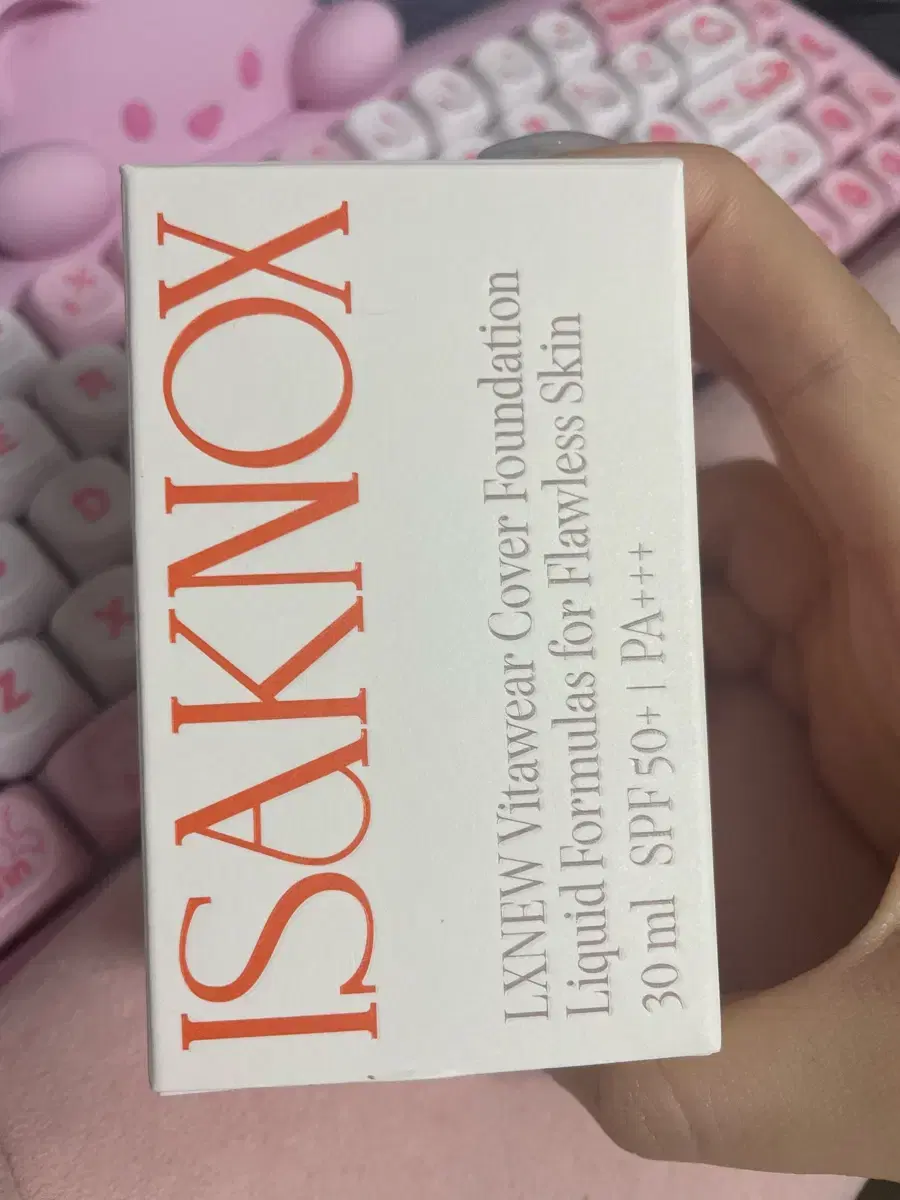 ISAKNOX
LXNEW Vitawear Cover Foundation
Liquid Formulas for Flawless Skin
30 ml SPF 50+ | PA+++
R
D
X
Z